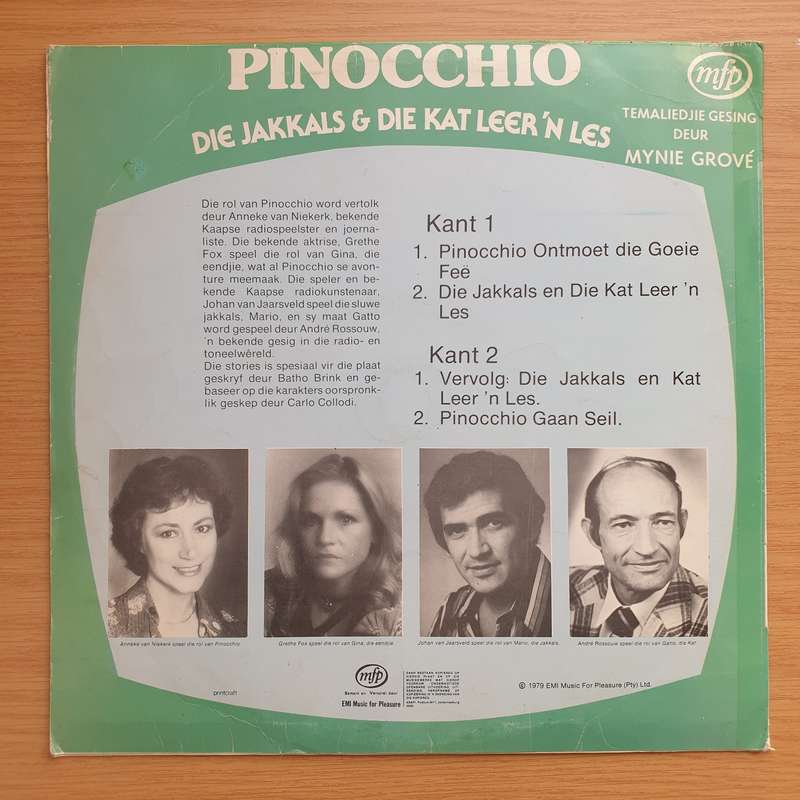 PINOCCHIO
DIE JAKKALS & DIE KAT LEER 'N LES
mfp
TEMALIEDJIE GESING
DEUR
MYNIE GROVÉ
Die rol van Pinocchio word vertolk
deur Anneke van Niekerk, bekende
Kaapse radiospeelster en joerna-
liste. Die bekende aktrise, Grethe
Fox speel die rol van Gina, die
eendjie, wat al Pinocchio se avon-
ture meemaak. Die speler en be-
kende Kaapse radiokunstenaar,
Johan van Jaarsveld speel die sluwe
jakkals, Mario, en sy maat Gatto
word gespeel deur André Rossouw,
'n bekende gesig in die radio- en
toneelwêreld.
Die stories is spesiaal vir die plaat
geskryf deur Batho Brink en ge-
baseer op die karakters oorspronk-
lik geskep deur Carlo Collodi.
Kant 1
1. Pinocchio Ontmoet die Goeie
Feë
2. Die Jakkals en Die Kat Leer 'n
Les
Kant 2
1. Vervolg: Die Jakkals en Kat
Leer 'n Les.
2. Pinocchio Gaan Seil.
Anneke van Niekerk speel die rol van Pinocchio
Grethe Fox speel die rol van Gina, die eendjie.
Johan van Jaarsveld speel die rol van Mario, die jakkals.
André Rossouw speel die rol van Gatto, die Kat
printcraft
mfp
EMI Music for Pleasure
© 1979 EMI Music For Pleasure (Pty) Ltd.